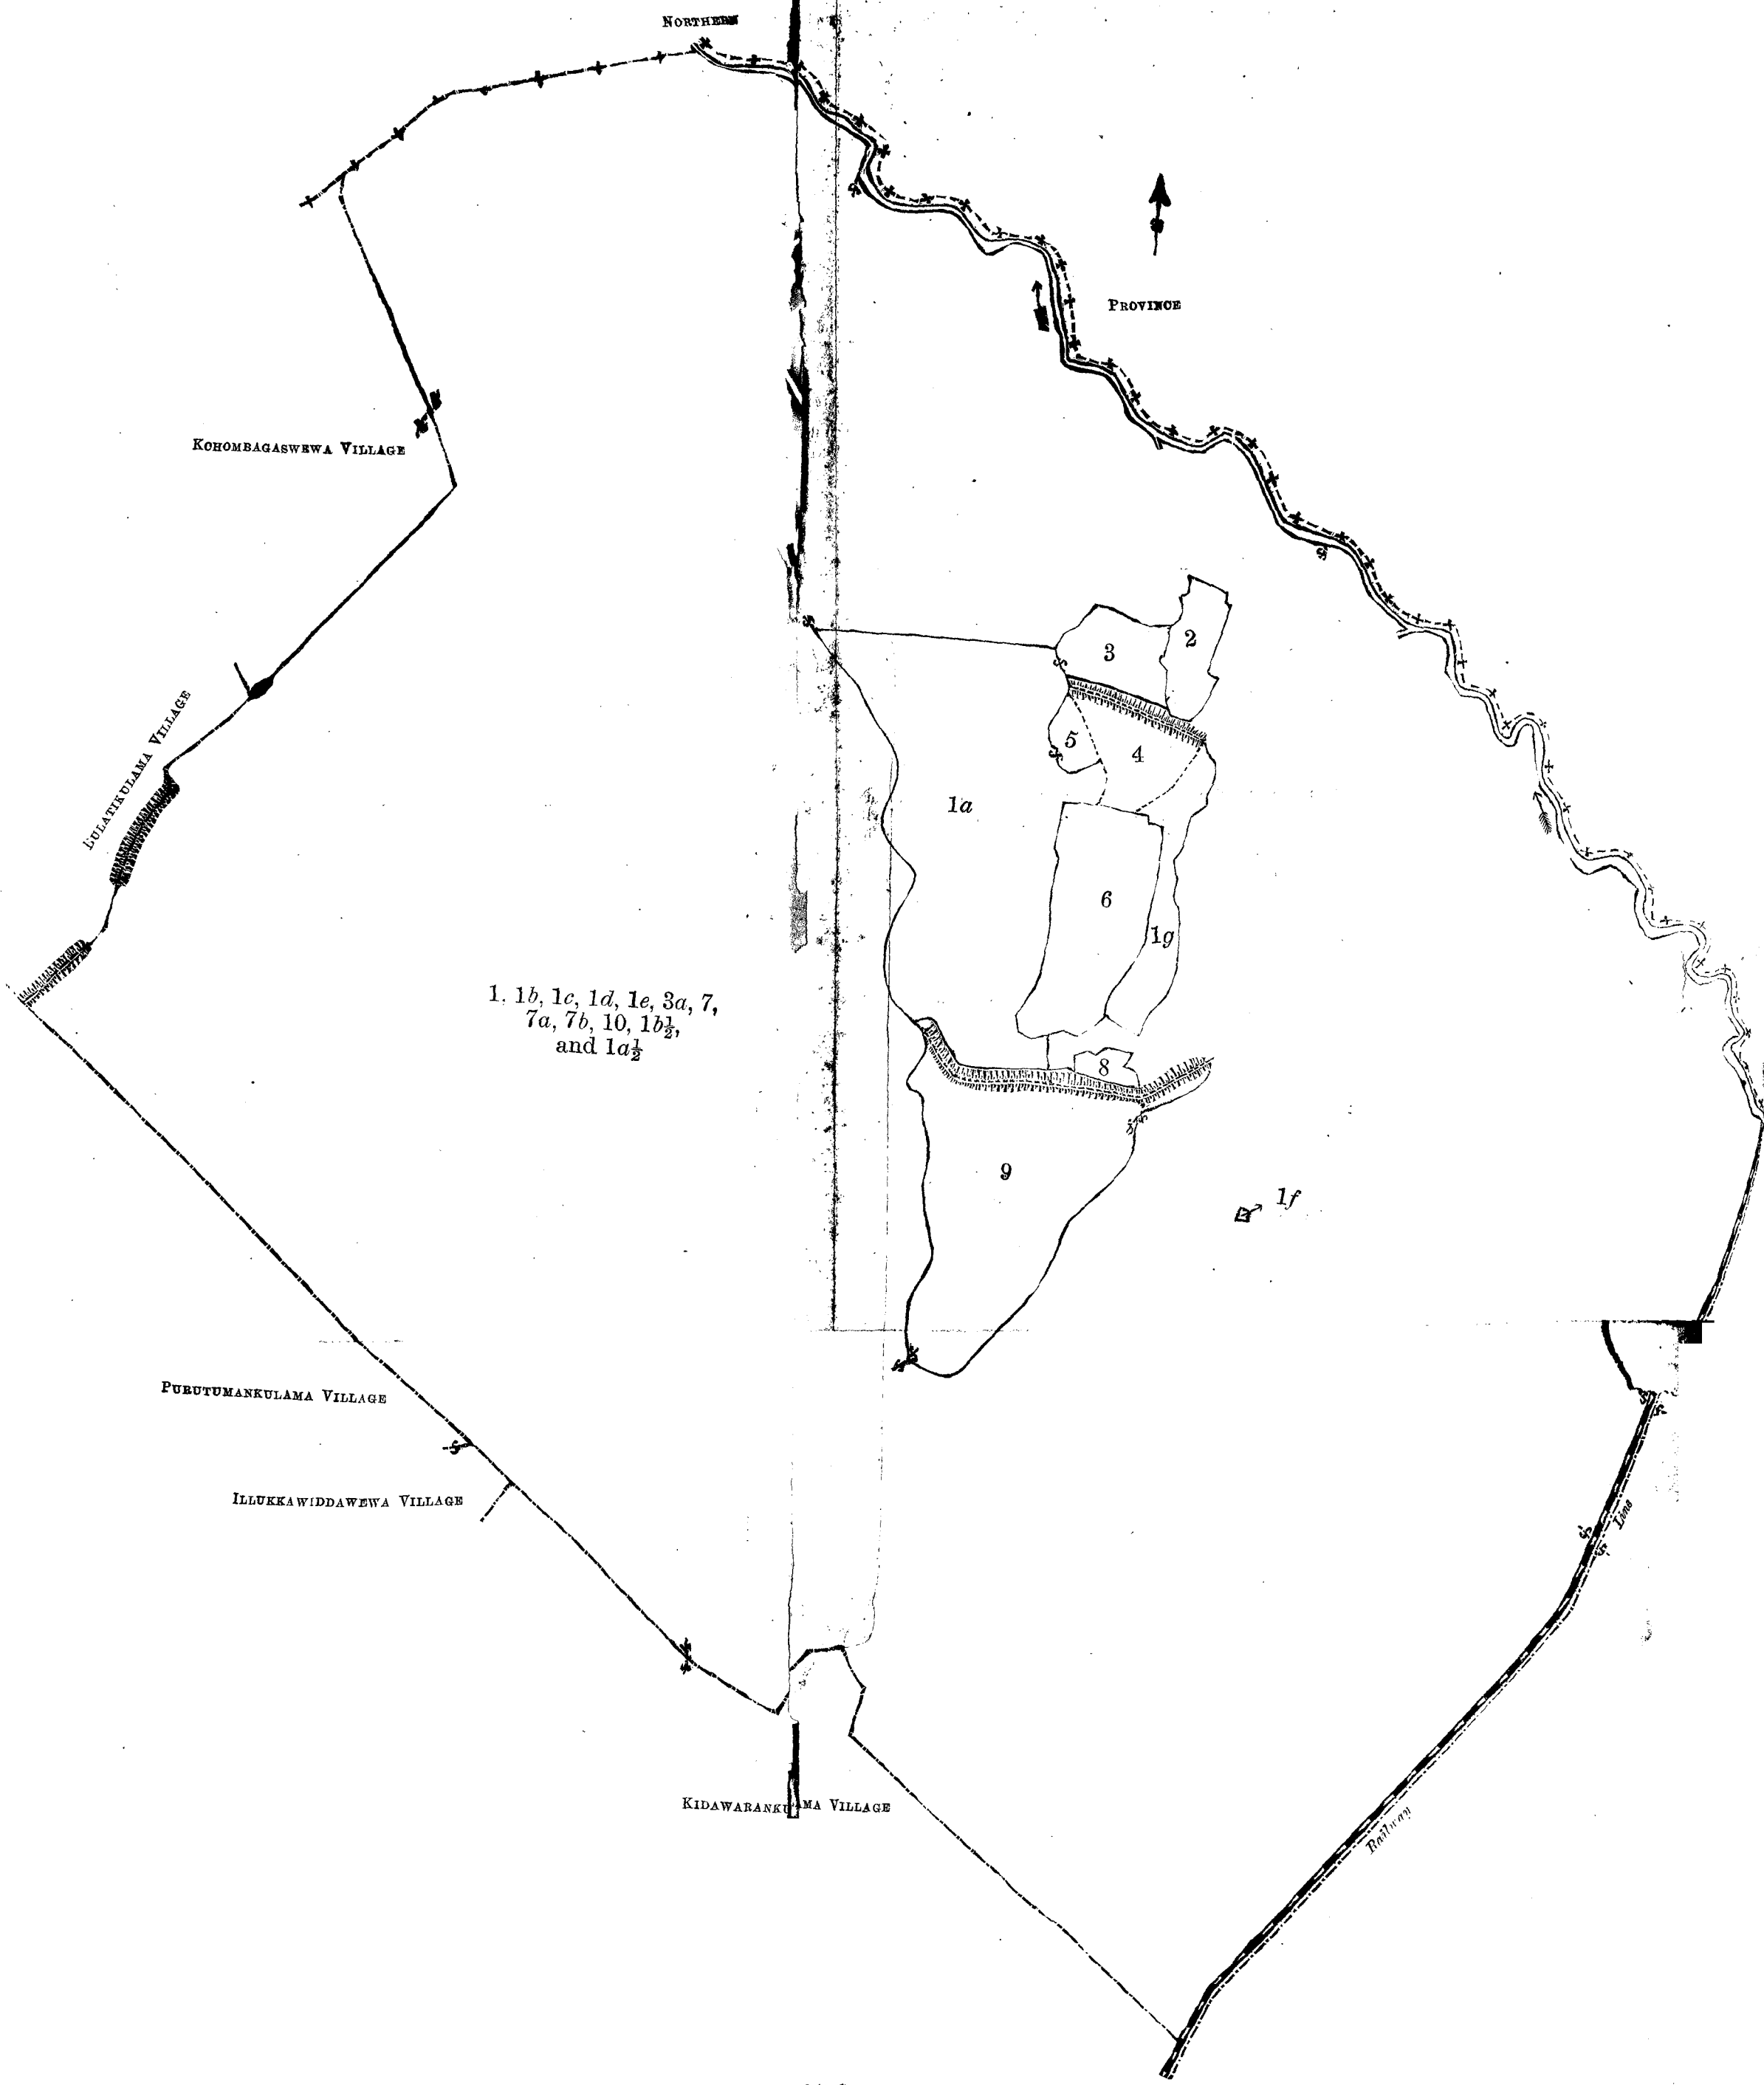 NORTHERN
PROVINCE
KOHOMBAGASWEWA VILLAGE
2
3
VILLAGE
5
4
1a
6
1g
1, 1b, 1c, 1d, 1e, 3a, 7,
7a, 7b, 10, 1b½,
and 1a½
8
9
1f
PURUTUMANKULAMA VILLAGE
ILLUKKAWIDDAWEWA VILLAGE
Line
KIDAWARANKULAMA VILLAGE
Railway